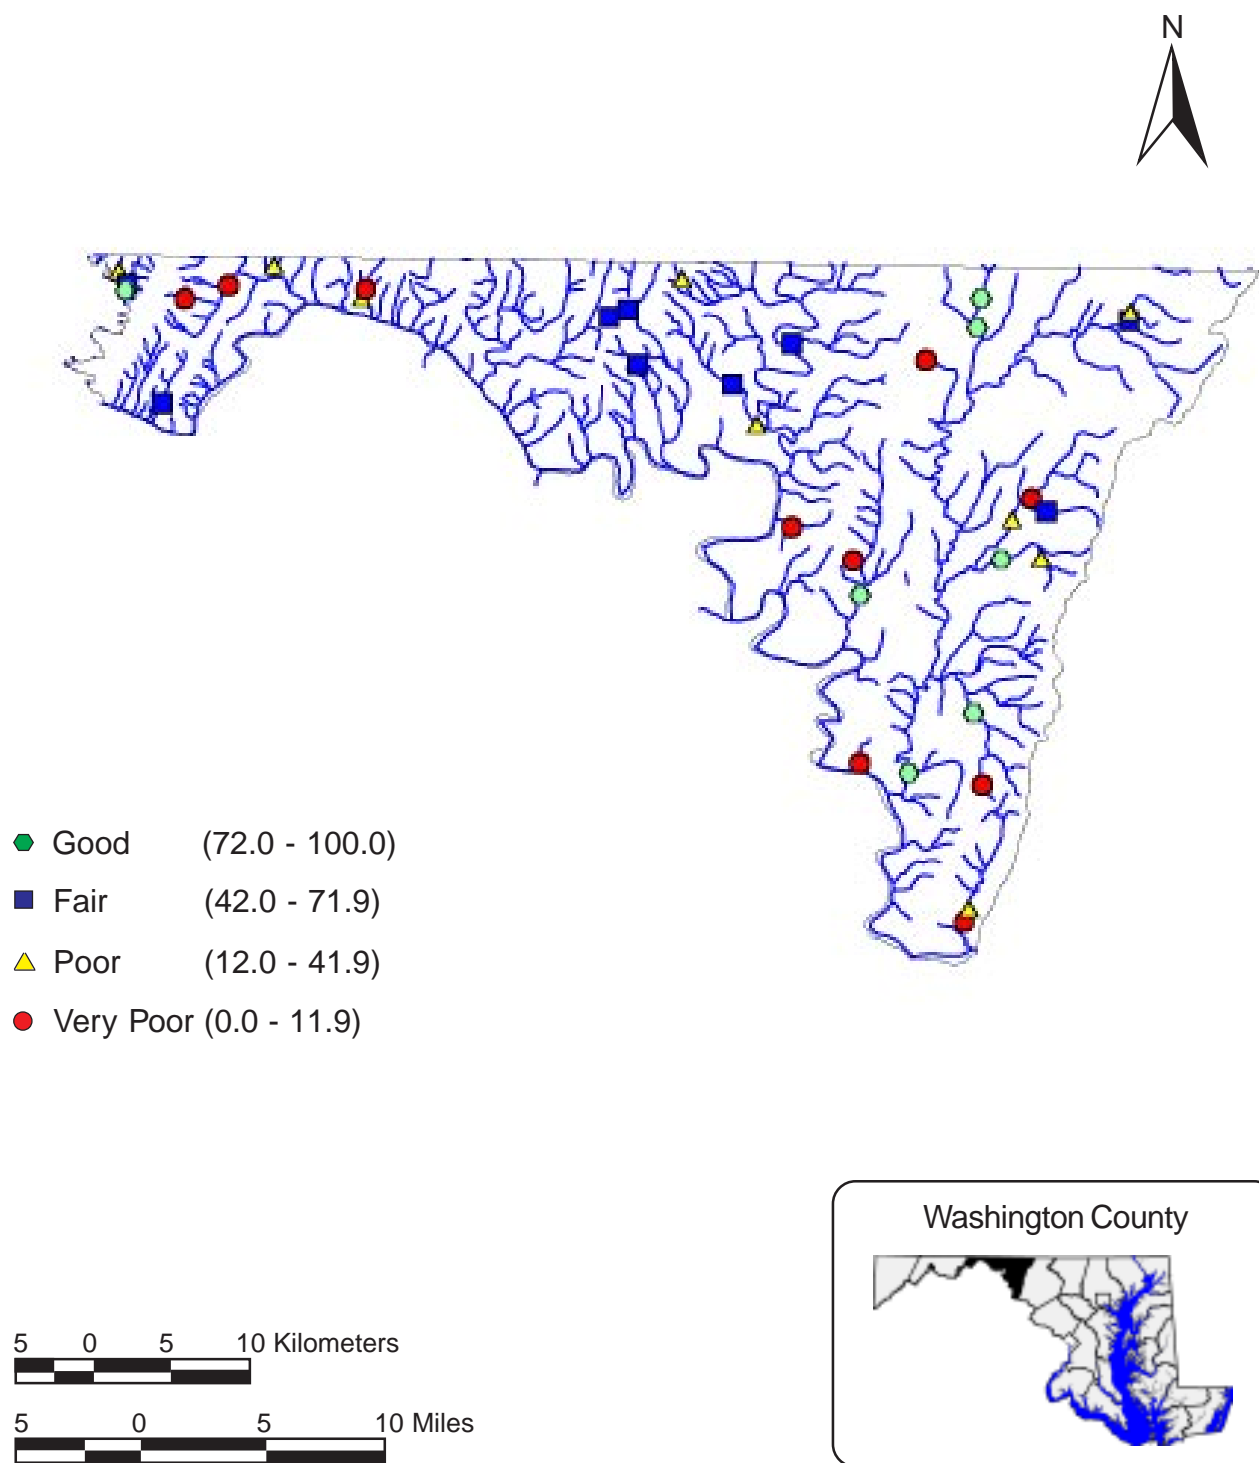 N
Good (72.0 - 100.0)
Fair (42.0 - 71.9)
Poor (12.0 - 41.9)
Very Poor (0.0 - 11.9)
Washington County
5 0 5 10 Kilometers
5 0 5 10 Miles